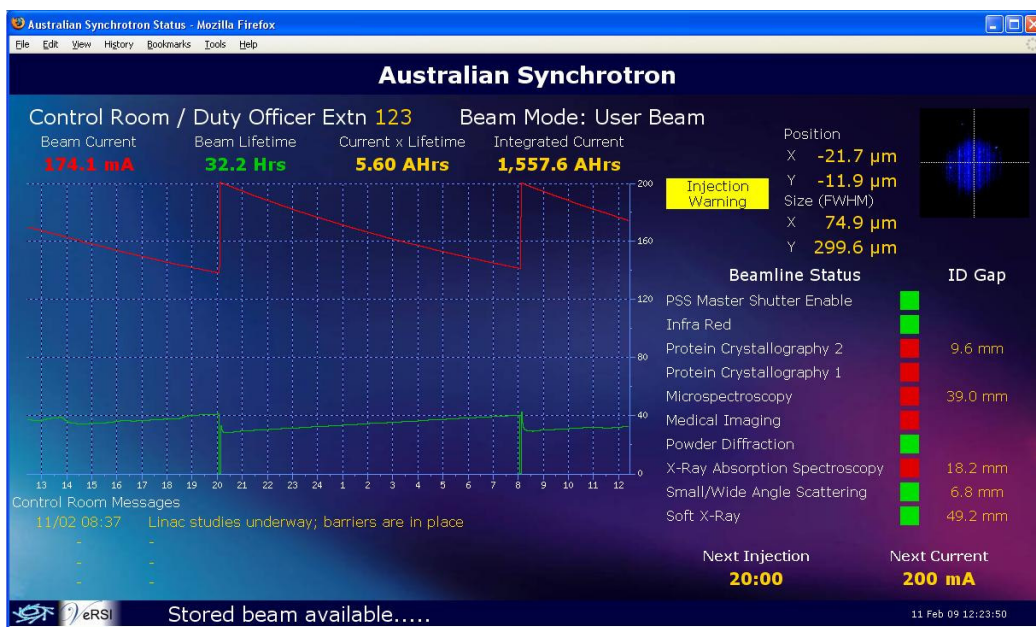 Australian Synchrotron Status - Mozilla Firefox
File Edit View History Bookmarks Tools Help
Australian Synchrotron
Control Room / Duty Officer Extn 123 Beam Mode: User Beam
Beam Current Beam Lifetime Current x Lifetime Integrated Current
174.1 mA 32.2 Hrs 5.60 AHrs 1,557.6 AHrs
Position
X -21.7 µm
Y -11.9 µm
Size (FWHM)
X 74.9 µm
Y 299.6 µm
Injection
Warning
200
160
120
80
40
0
13 14 15 16 17 18 19 20 21 22 23 24 1 2 3 4 5 6 7 8 9 10 11 12
Beamline Status ID Gap
PSS Master Shutter Enable
Infra Red
Protein Crystallography 2 9.6 mm
Protein Crystallography 1
Microspectroscopy 39.0 mm
Medical Imaging
Powder Diffraction
X-Ray Absorption Spectroscopy 18.2 mm
Small/Wide Angle Scattering 6.8 mm
Soft X-Ray 49.2 mm
Control Room Messages
11/02 08:37 Linac studies underway; barriers are in place
- -
- -
- -
Next Injection Next Current
20:00 200 mA
VeRSI Stored beam available..... 11 Feb 09 12:23:50